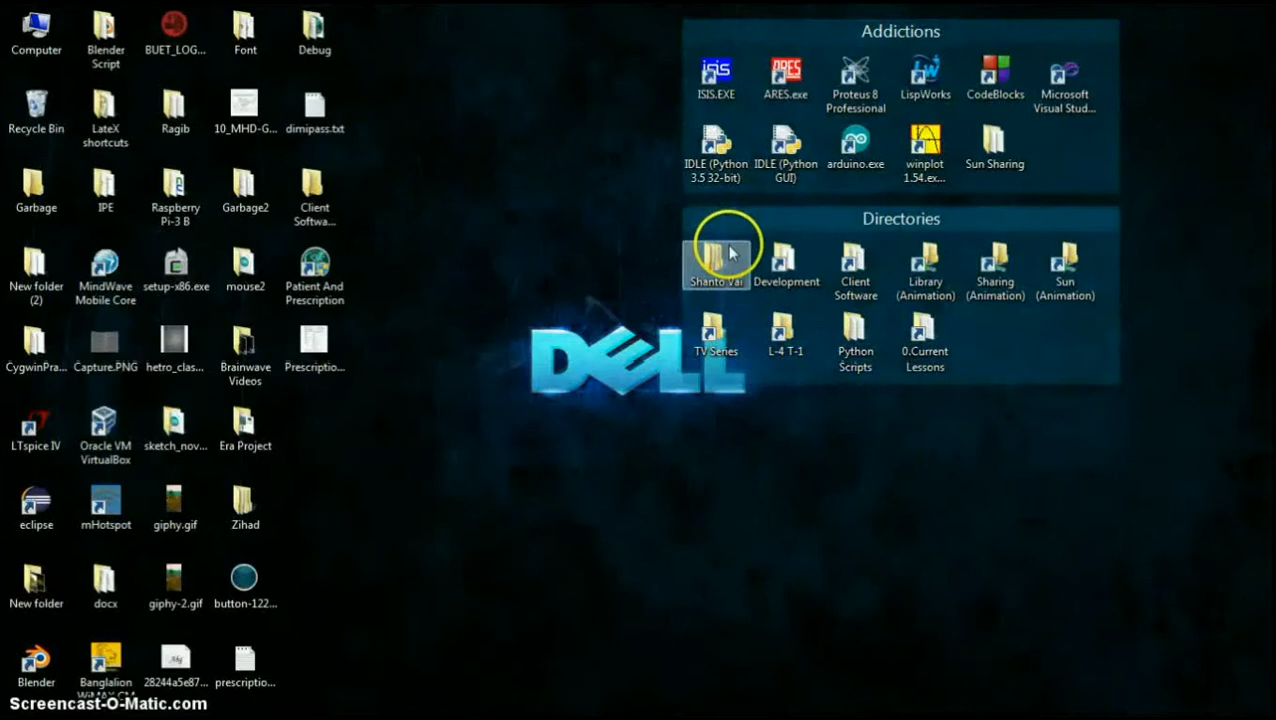 Computer
Blender
Script
BUET_LOG...
Font
Debug
Recycle Bin
LateX
shortcuts
Ragib
10_MHD-G...
dimipass.txt
Garbage
IPE
Raspberry
Pi-3 B
Garbage2
Client
Softwa...
New folder
(2)
MindWave
Mobile Core
setup-x86.exe
mouse2
Patient And
Prescription
CygwinPra...
Capture.PNG
hetro_clas...
Brainwave
Videos
Prescriptio...
LTspice IV
Oracle VM
VirtualBox
sketch_nov...
Era Project
eclipse
mHotspot
giphy.gif
Zihad
New folder
docx
giphy-2.gif
button-122...
Blender
Banglalion
WiMAX CM
28244a5e87...
prescriptio...
Addictions
isis
ISIS.EXE
ARES
ARES.exe
Proteus 8
Professional
LW
LispWorks
CodeBlocks
Microsoft
Visual Stud...
IDLE (Python
3.5 32-bit)
IDLE (Python
GUI)
arduino.exe
winplot
1.54.ex...
Sun Sharing
Directories
Shanto Vai
Development
Client
Software
Library
(Animation)
Sharing
(Animation)
Sun
(Animation)
TV Series
L-4 T-1
Python
Scripts
0.Current
Lessons
DELL
Screencast-O-Matic.com